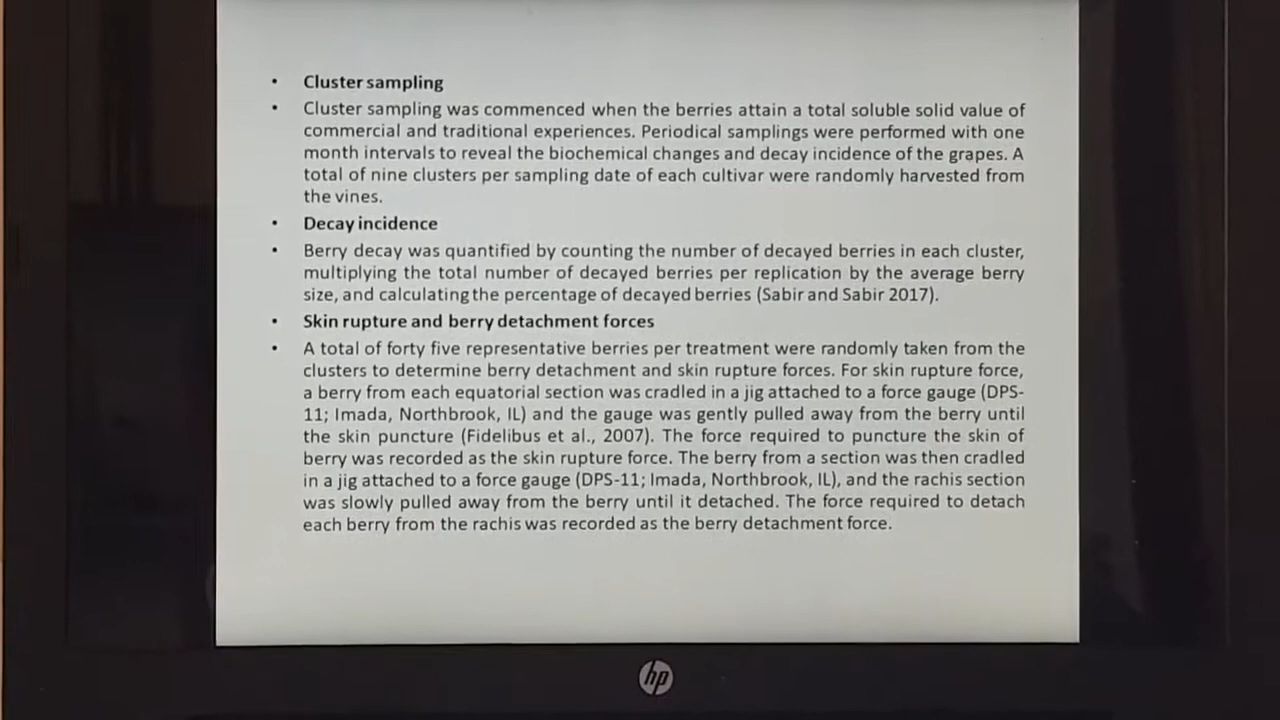 • Cluster sampling
• Cluster sampling was commenced when the berries attain a total soluble solid value of
commercial and traditional experiences. Periodical samplings were performed with one
month intervals to reveal the biochemical changes and decay incidence of the grapes. A
total of nine clusters per sampling date of each cultivar were randomly harvested from
the vines.
• Decay incidence
• Berry decay was quantified by counting the number of decayed berries in each cluster,
multiplying the total number of decayed berries per replication by the average berry
size, and calculating the percentage of decayed berries (Sabir and Sabir 2017).
• Skin rupture and berry detachment forces
• A total of forty five representative berries per treatment were randomly taken from the
clusters to determine berry detachment and skin rupture forces. For skin rupture force,
a berry from each equatorial section was cradled in a jig attached to a force gauge (DPS-
11; Imada, Northbrook, IL) and the gauge was gently pulled away from the berry until
the skin puncture (Fidelibus et al., 2007). The force required to puncture the skin of
berry was recorded as the skin rupture force. The berry from a section was then cradled
in a jig attached to a force gauge (DPS-11; Imada, Northbrook, IL), and the rachis section
was slowly pulled away from the berry until it detached. The force required to detach
each berry from the rachis was recorded as the berry detachment force.
hp